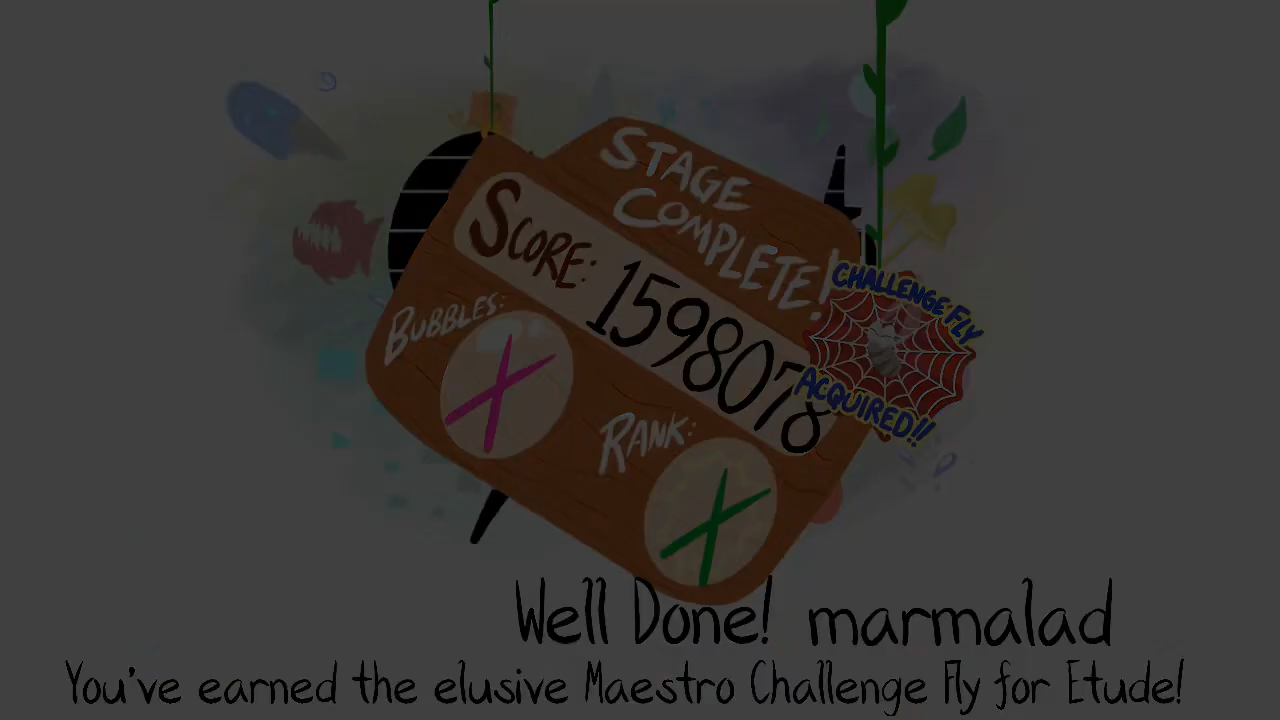 STAGE
COMPLETE!
SCORE: 1598078
BUBBLES: X
RANK: X
CHALLENGE FLY
ACQUIRED!!
Well Done! marmalad
You've earned the elusive Maestro Challenge Fly for Etude!